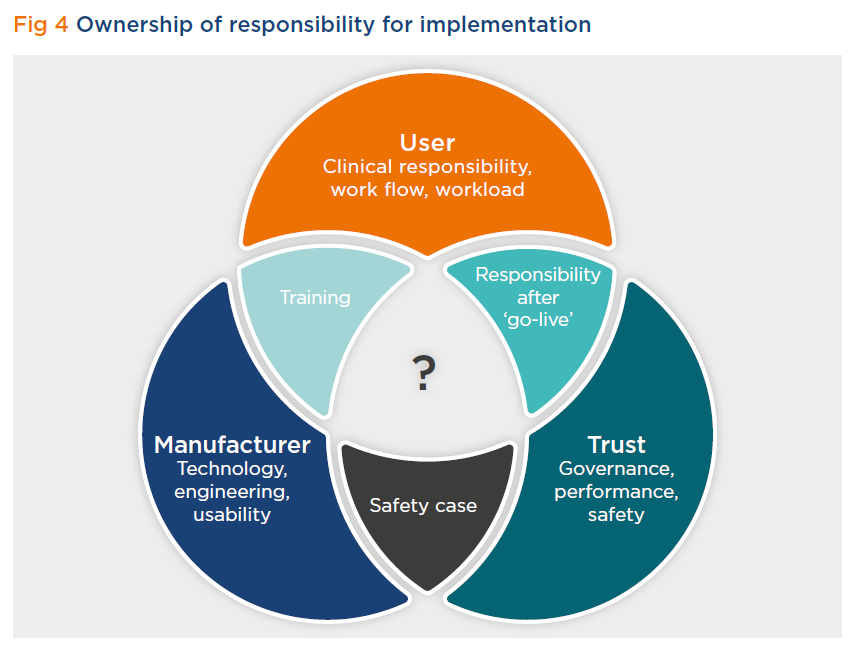 Fig 4 Ownership of responsibility for implementation
User
Clinical responsibility,
work flow, workload
Training
Responsibility
after
‘go-live’
?
Manufacturer
Technology,
engineering,
usability
Trust
Governance,
performance,
safety
Safety case